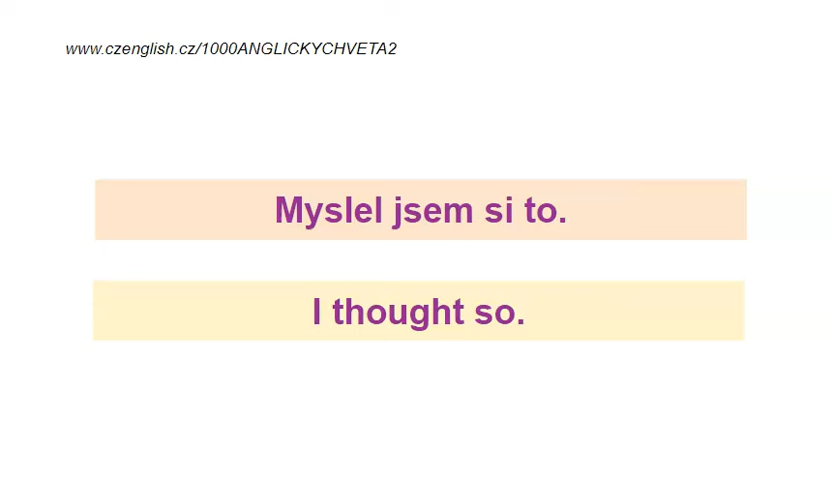 www.czenglish.cz/1000ANGLICKYCHVETA2
Myslel jsem si to.
I thought so.